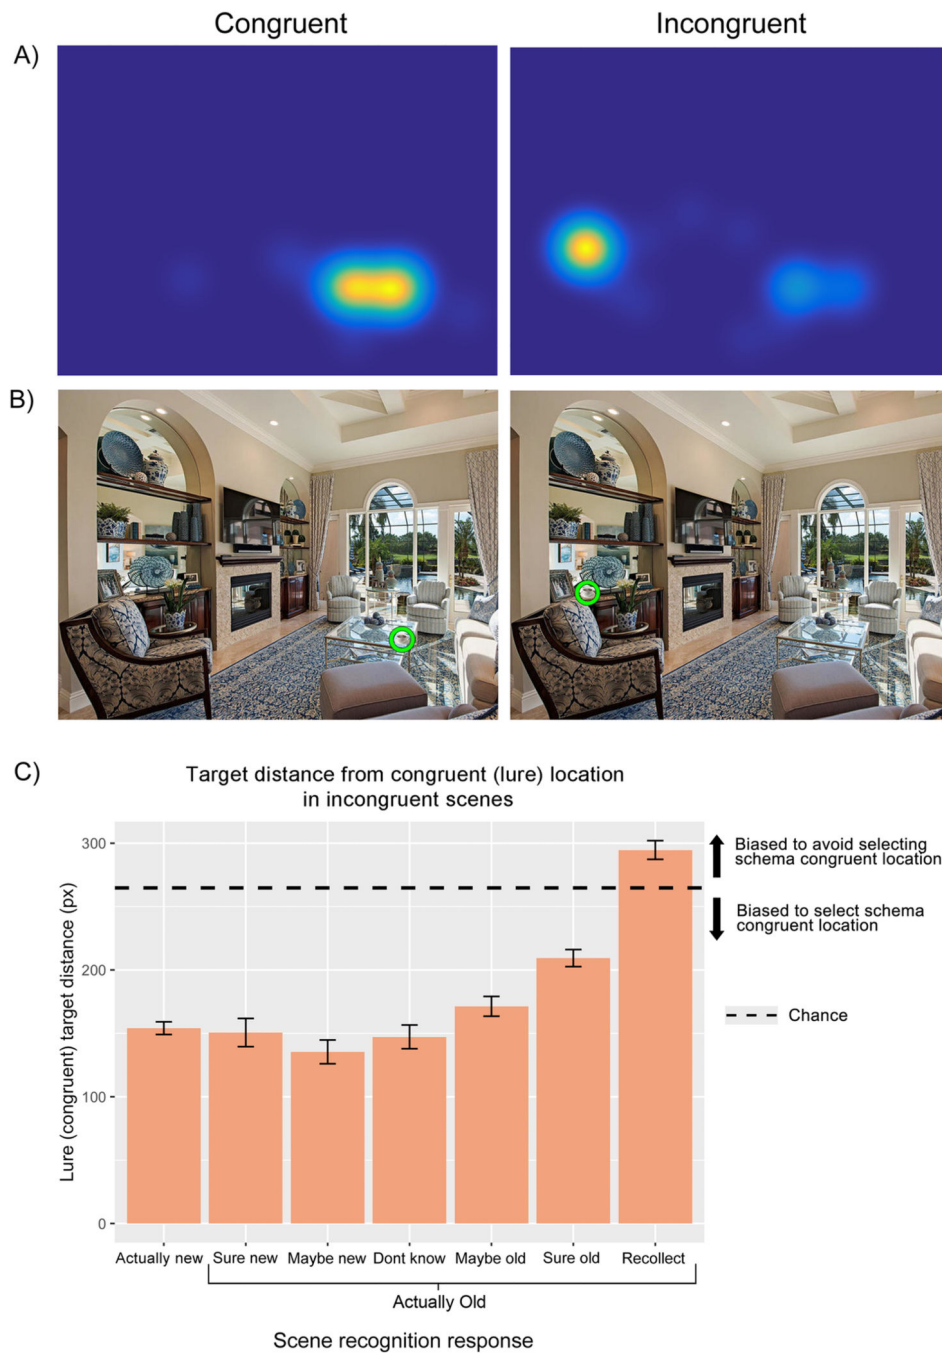 Congruent
Incongruent
A)
B)
C)
Target distance from congruent (lure) location
in incongruent scenes
Lure (congruent) target distance (px)
300
200
100
0
Biased to avoid selecting
schema congruent location
Biased to select schema
congruent location
Chance
Actually new
Sure new
Maybe new
Dont know
Maybe old
Sure old
Recollect
Actually Old
Scene recognition response